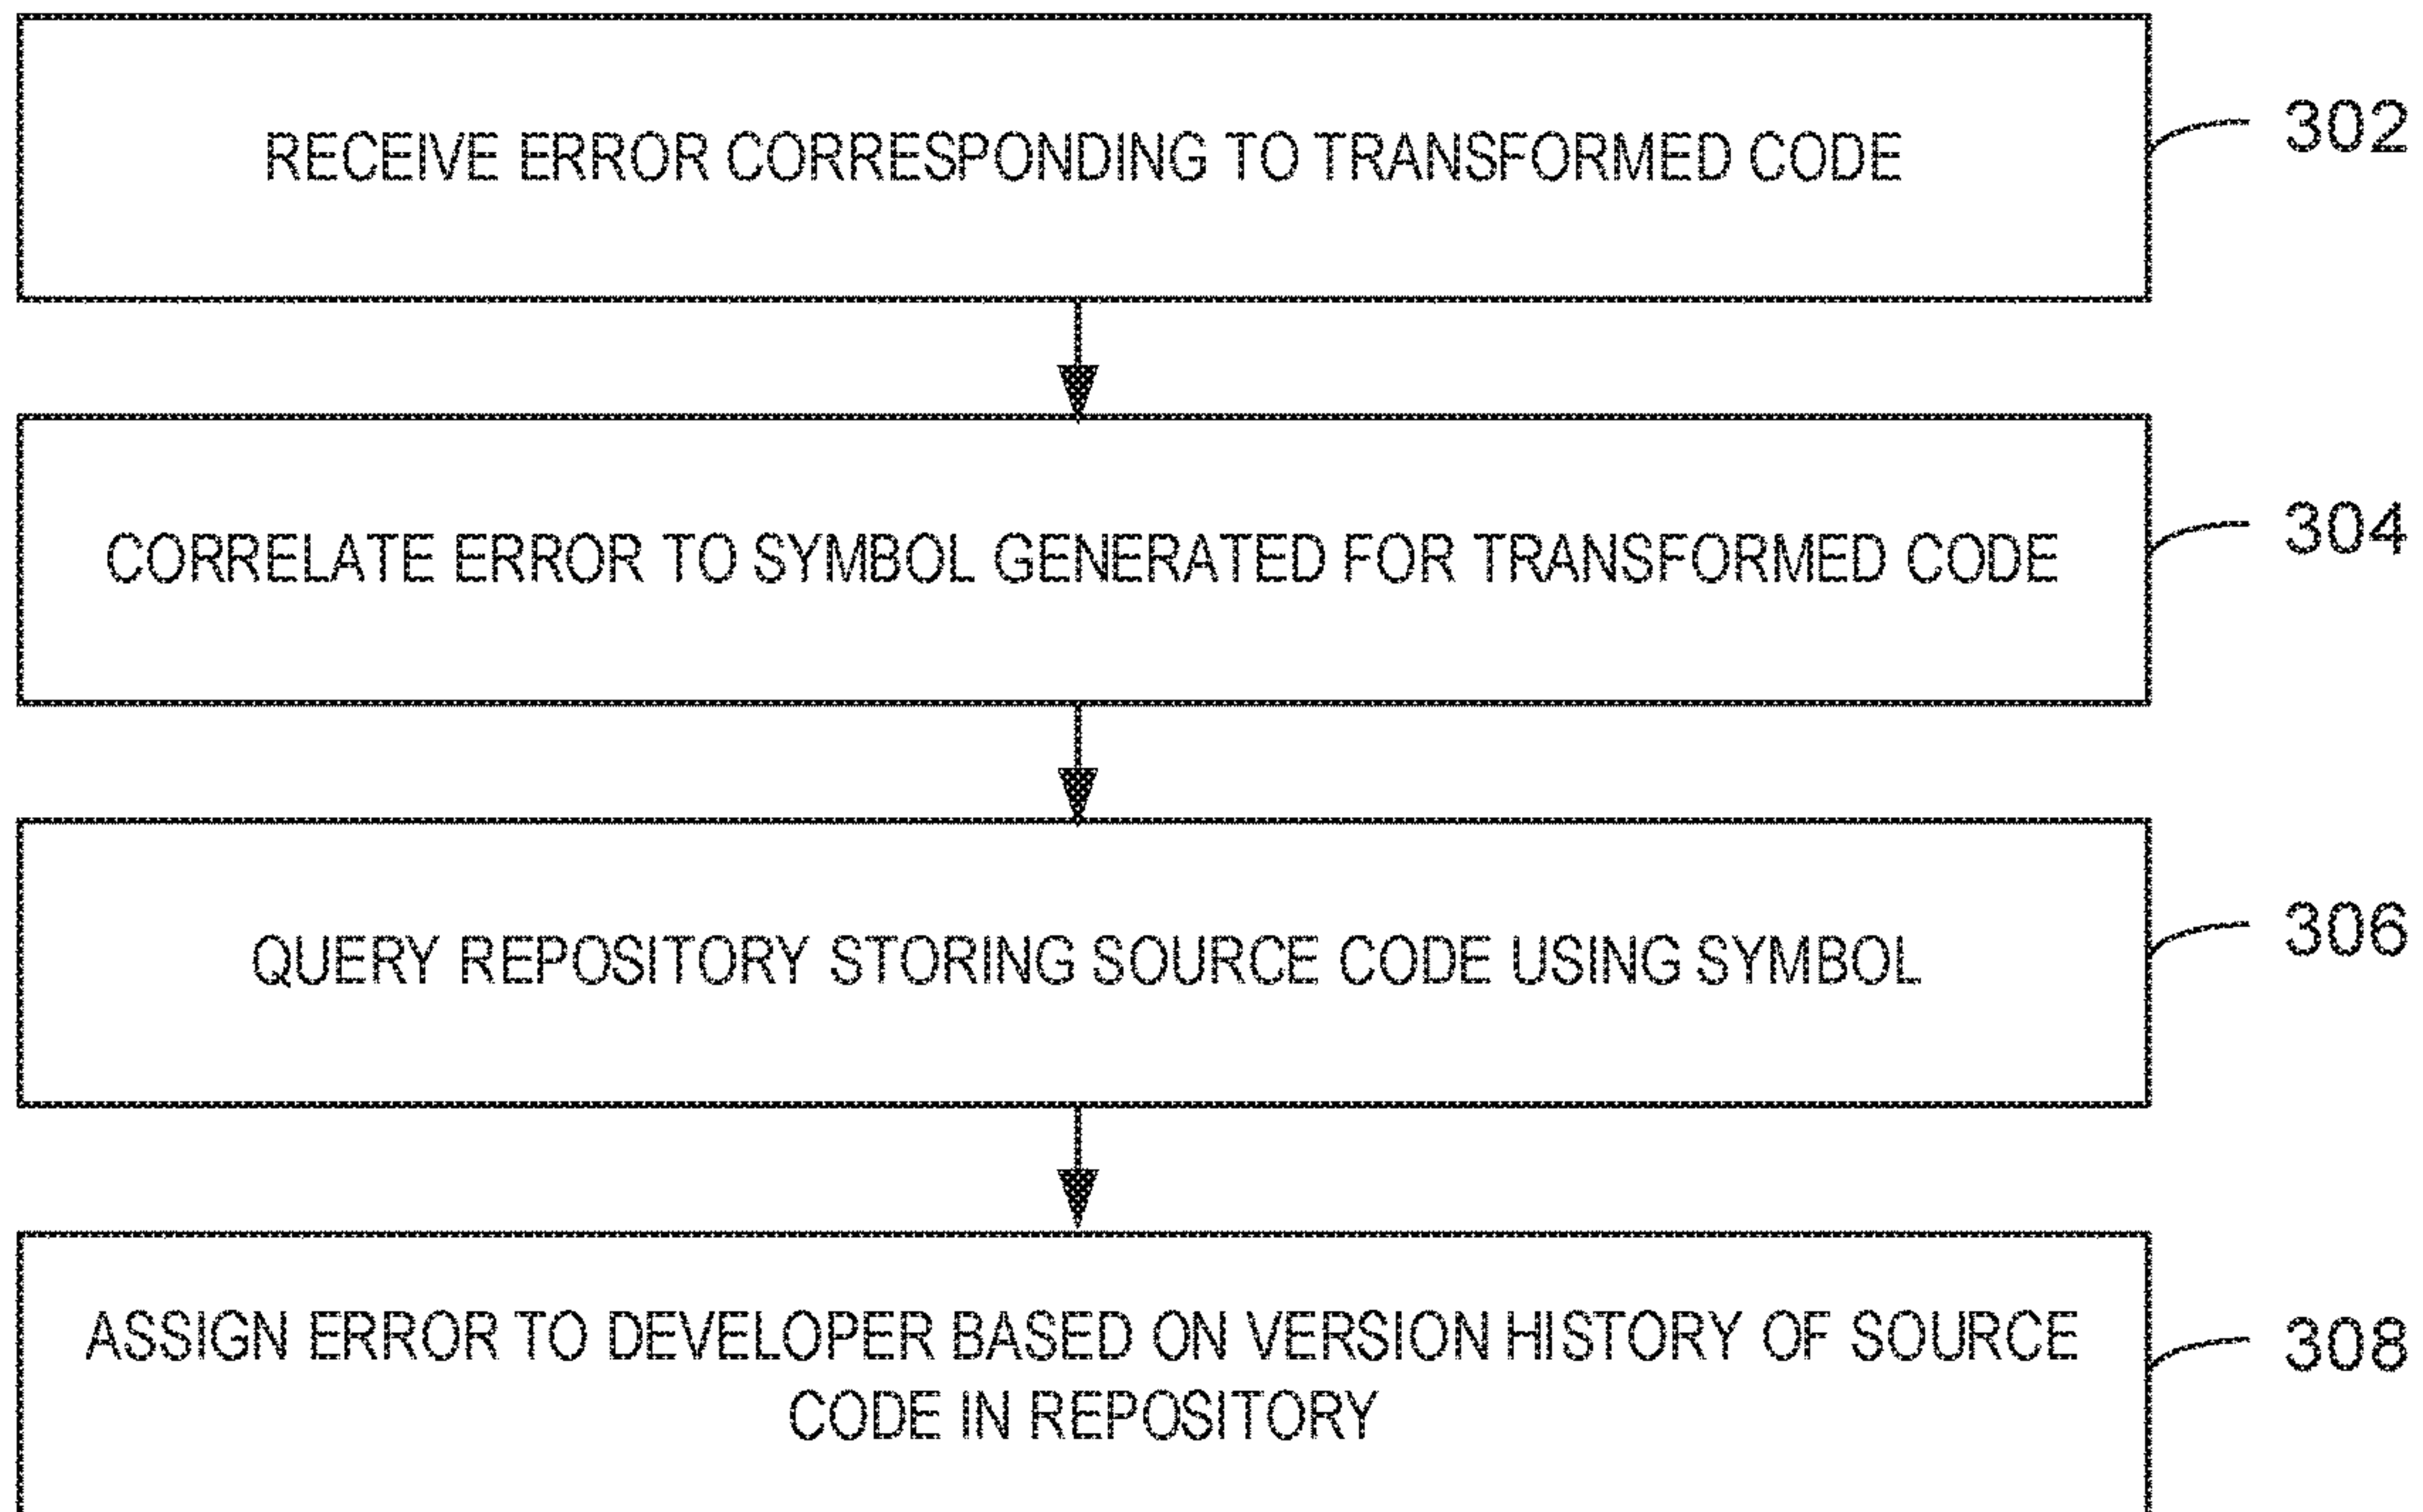 RECEIVE ERROR CORRESPONDING TO TRANSFORMED CODE
302
CORRELATE ERROR TO SYMBOL GENERATED FOR TRANSFORMED CODE
304
QUERY REPOSITORY STORING SOURCE CODE USING SYMBOL
306
ASSIGN ERROR TO DEVELOPER BASED ON VERSION HISTORY OF SOURCE
CODE IN REPOSITORY
308